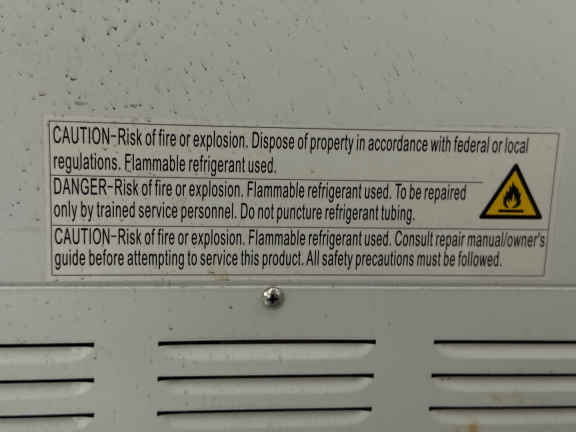 CAUTION-Risk of fire or explosion. Dispose of property in accordance with federal or local
regulations. Flammable refrigerant used.
DANGER-Risk of fire or explosion. Flammable refrigerant used. To be repaired
only by trained service personnel. Do not puncture refrigerant tubing.
CAUTION-Risk of fire or explosion. Flammable refrigerant used. Consult repair manual/owner's
guide before attempting to service this product. All safety precautions must be followed.